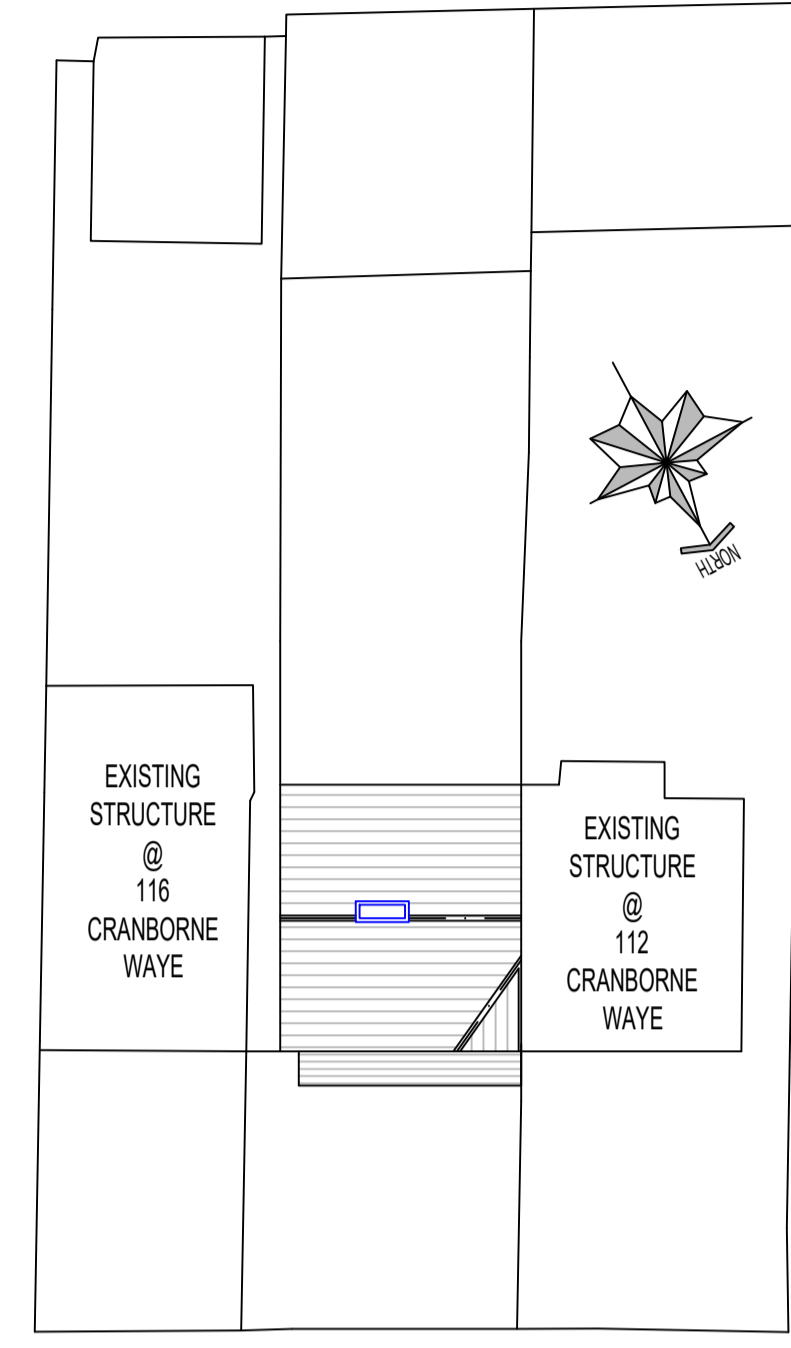 EXISTING
STRUCTURE
@
116
CRANBORNE
WAYE
EXISTING
STRUCTURE
@
112
CRANBORNE
WAYE
NORTH